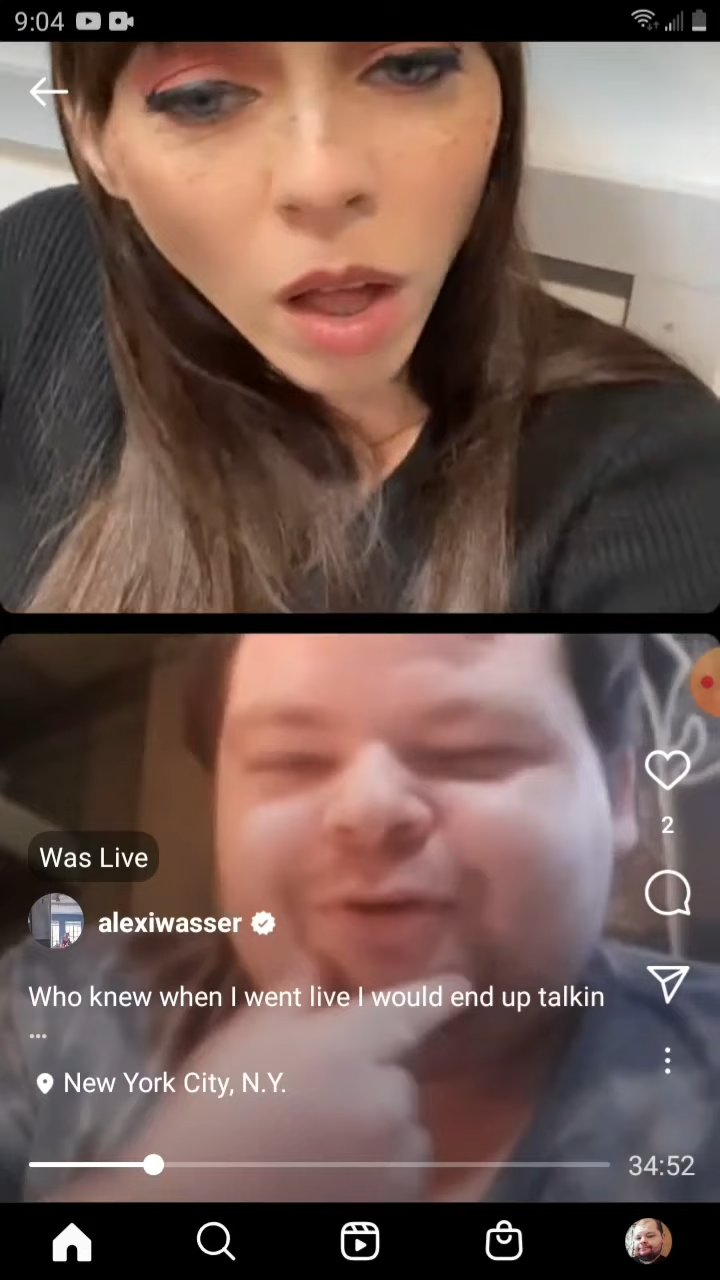 9:04
Was Live
alexiwasser
2
Who knew when I went live I would end up talkin
...
New York City, N.Y.
34:52